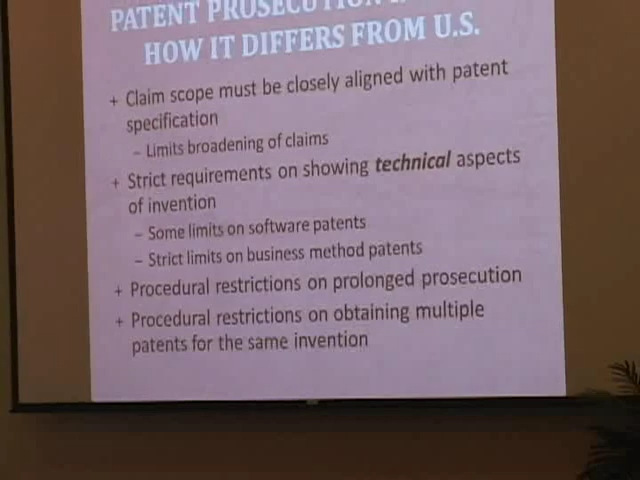 PATENT PROSECUTION
HOW IT DIFFERS FROM U.S.
+ Claim scope must be closely aligned with patent
specification
– Limits broadening of claims
+ Strict requirements on showing technical aspects
of invention
– Some limits on software patents
– Strict limits on business method patents
+ Procedural restrictions on prolonged prosecution
+ Procedural restrictions on obtaining multiple
patents for the same invention